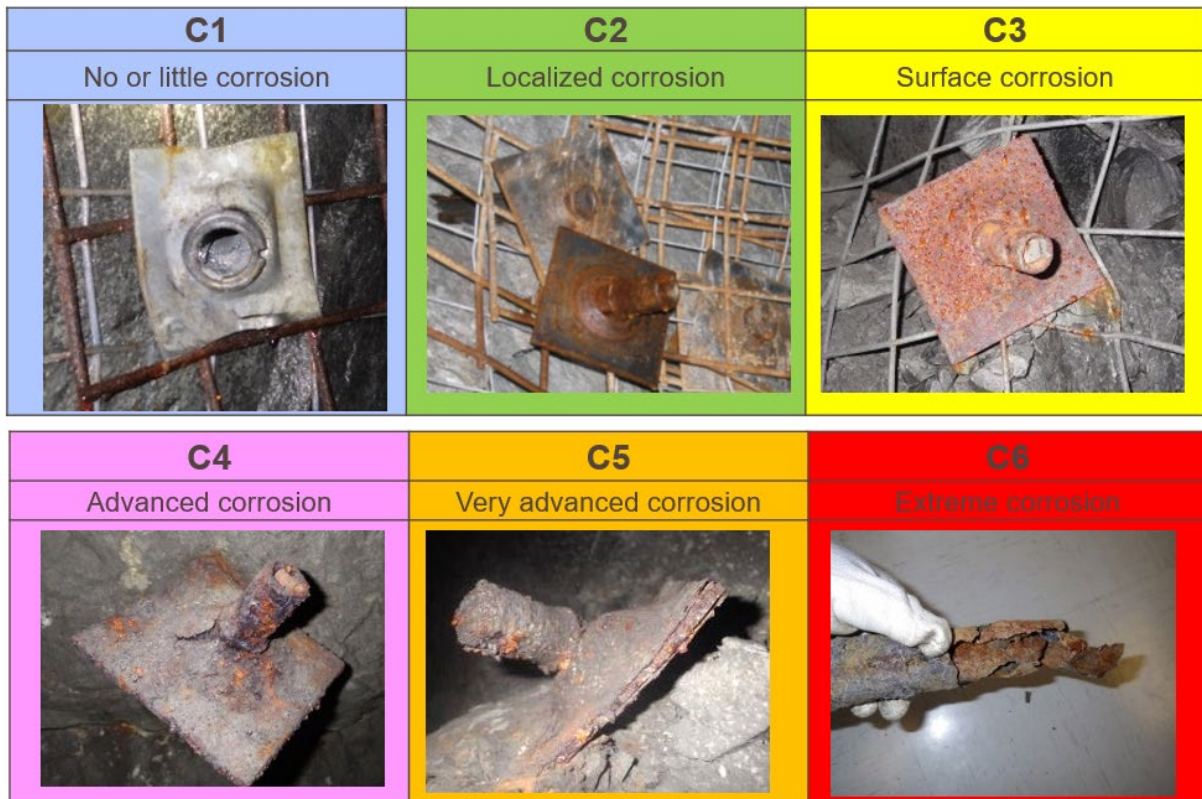 C1
C2
C3
No or little corrosion
Localized corrosion
Surface corrosion
C4
C5
C6
Advanced corrosion
Very advanced corrosion
Extreme corrosion